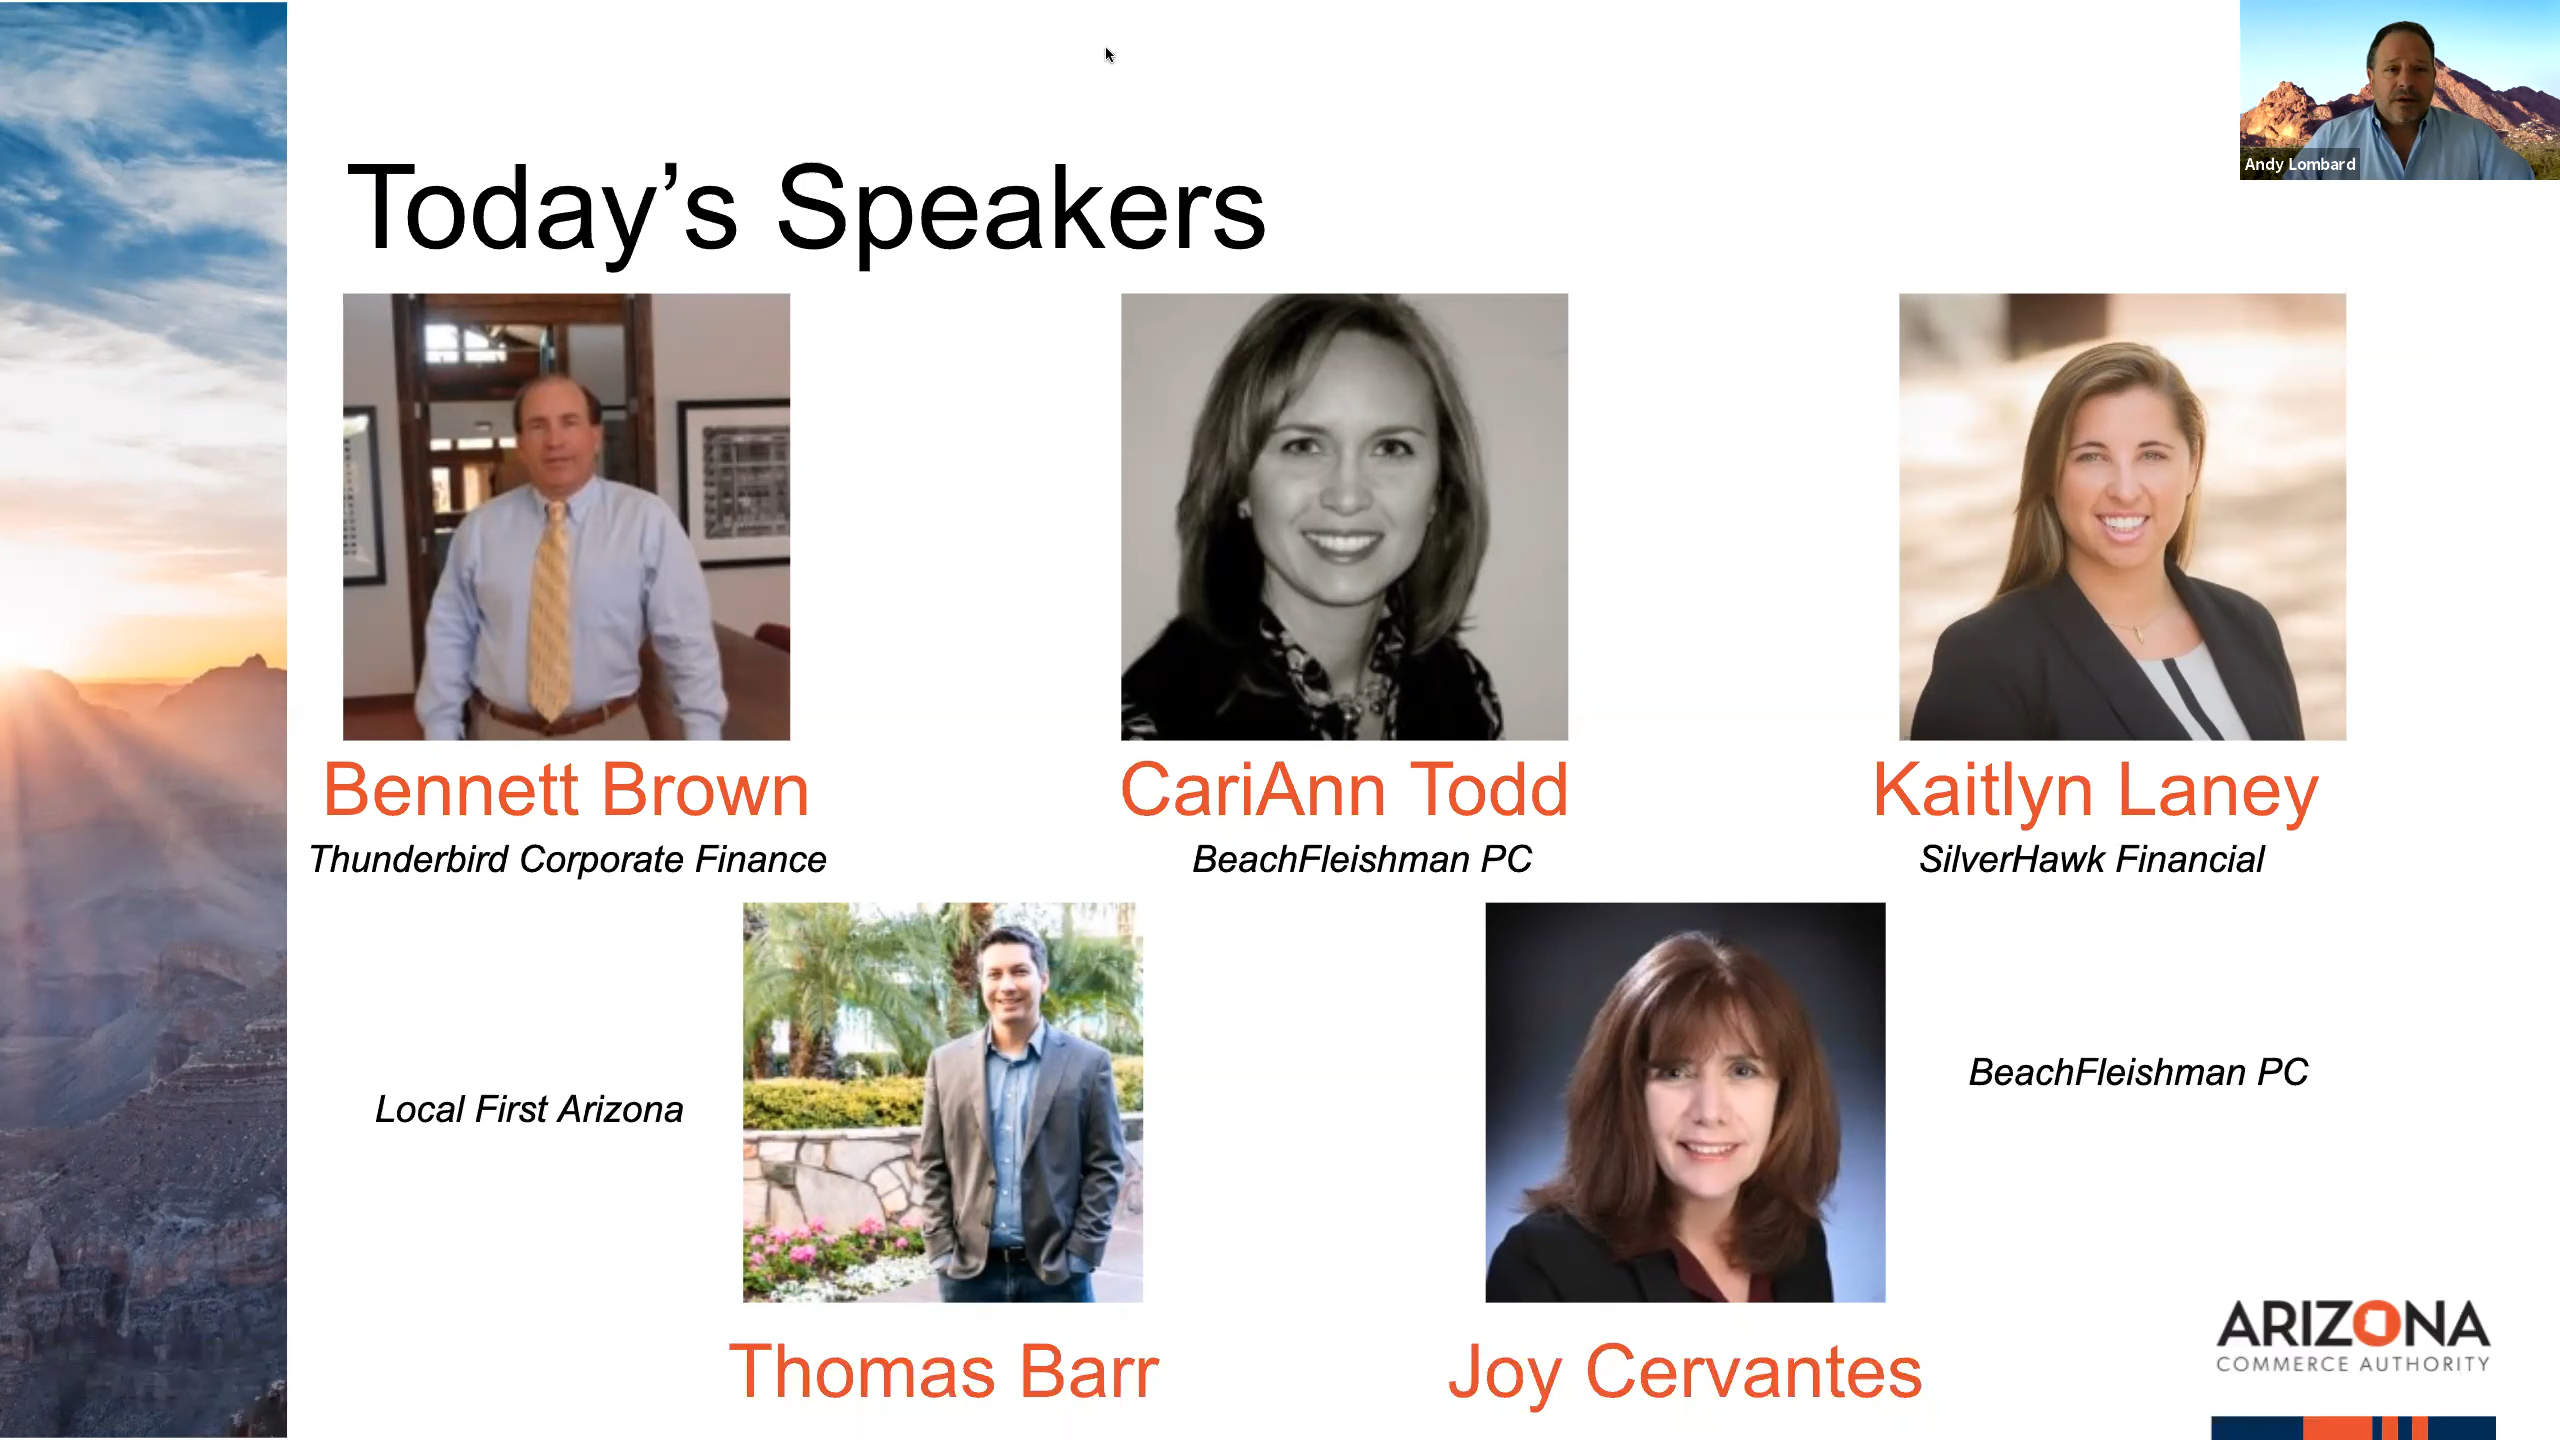 Andy Lombard
Today's Speakers
Bennett Brown
Thunderbird Corporate Finance
CariAnn Todd
BeachFleishman PC
Kaitlyn Laney
SilverHawk Financial
Local First Arizona
Thomas Barr
BeachFleishman PC
Joy Cervantes
ARIZONA
COMMERCE AUTHORITY